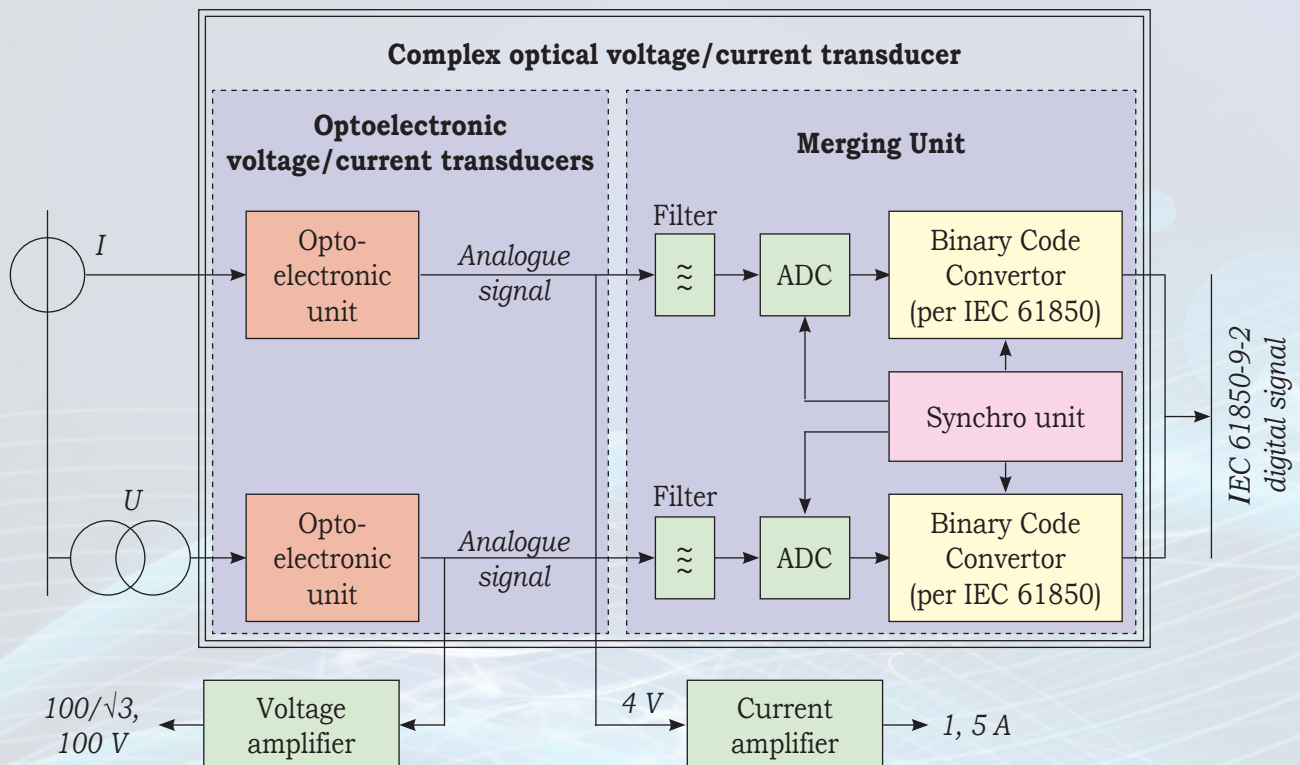 Complex optical voltage/current transducer
Optoelectronic
voltage/current transducers
Merging Unit
I
Opto-
electronic
unit
Analogue
signal
Filter
≈
~
ADC
Binary Code
Convertor
(per IEC 61850)
Synchro unit
IEC 61850-9-2
digital signal
U
Opto-
electronic
unit
Analogue
signal
Filter
≈
~
ADC
Binary Code
Convertor
(per IEC 61850)
100/√3,
100 V
Voltage
amplifier
4 V
Current
amplifier
1, 5 A